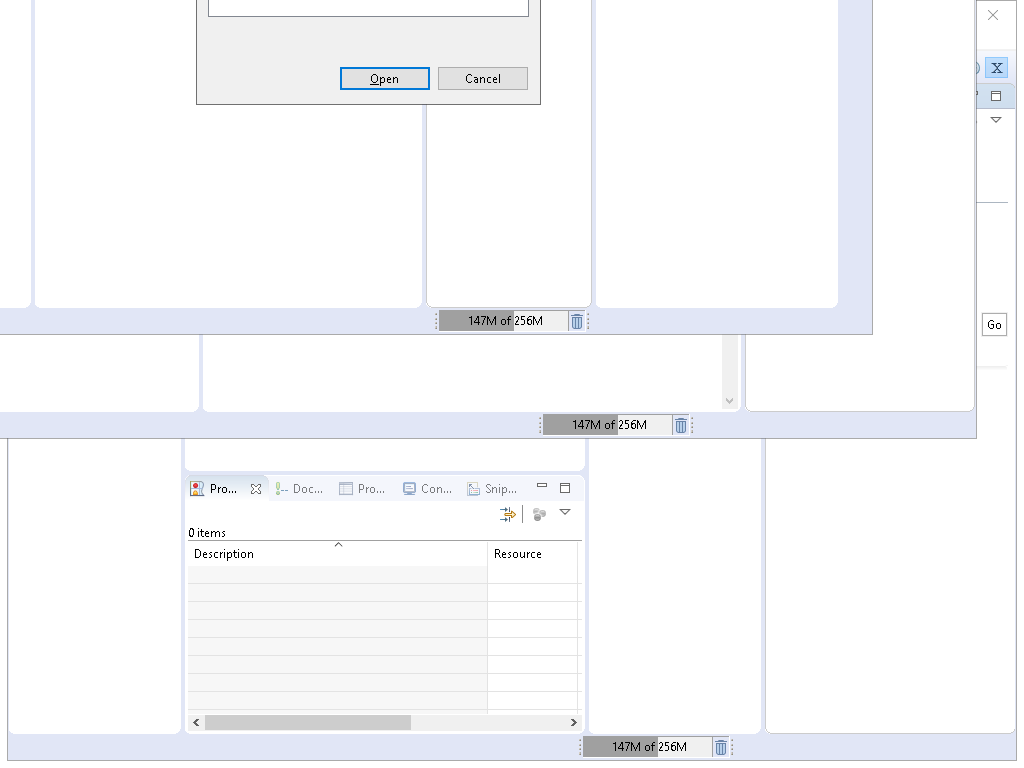 Open Cancel
X
Go
147M of 256M
147M of 256M
Pro... Doc... Pro... Con... Snip...
0 items
Description Resource
147M of 256M